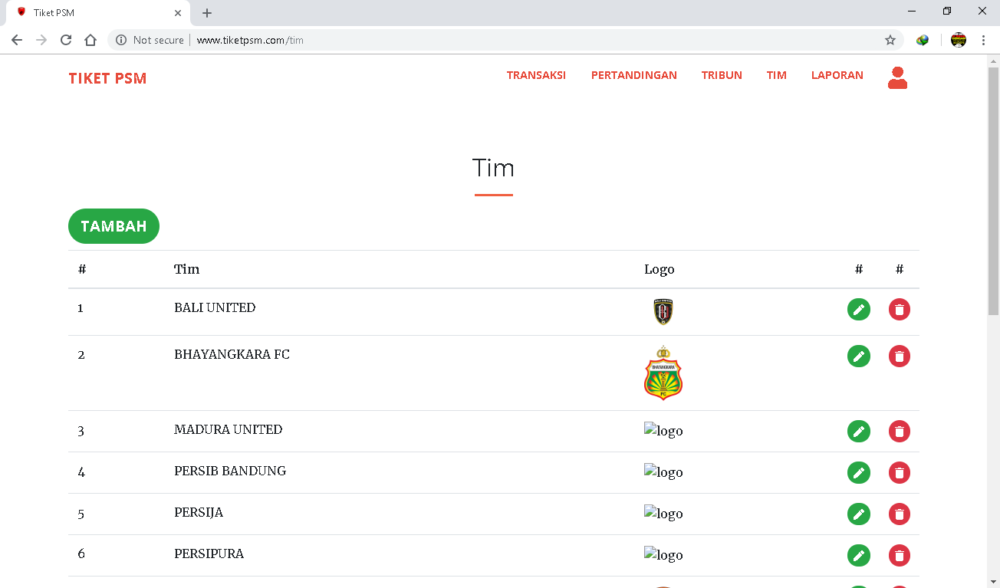 Tiket PSM
Not secure www.tiketpsm.com/tim
TIKET PSM TRANSAKSI PERTANDINGAN TRIBUN TIM LAPORAN
Tim
TAMBAH
# Tim Logo # #
1 BALI UNITED
BALI UNITED
2 BHAYANGKARA FC
BHAYANGKARA
FC
3 MADURA UNITED logo
4 PERSIB BANDUNG logo
5 PERSIJA logo
6 PERSIPURA logo